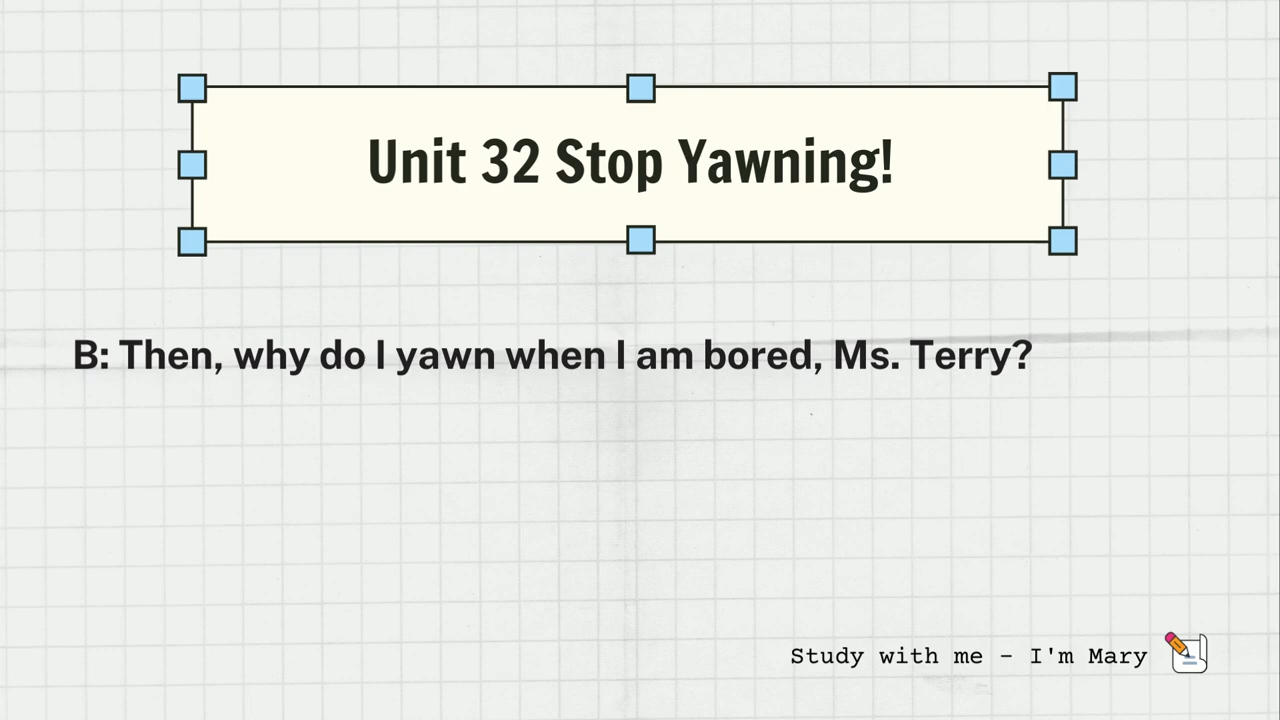 Unit 32 Stop Yawning!
B: Then, why do I yawn when I am bored, Ms. Terry?
Study with me - I'm Mary